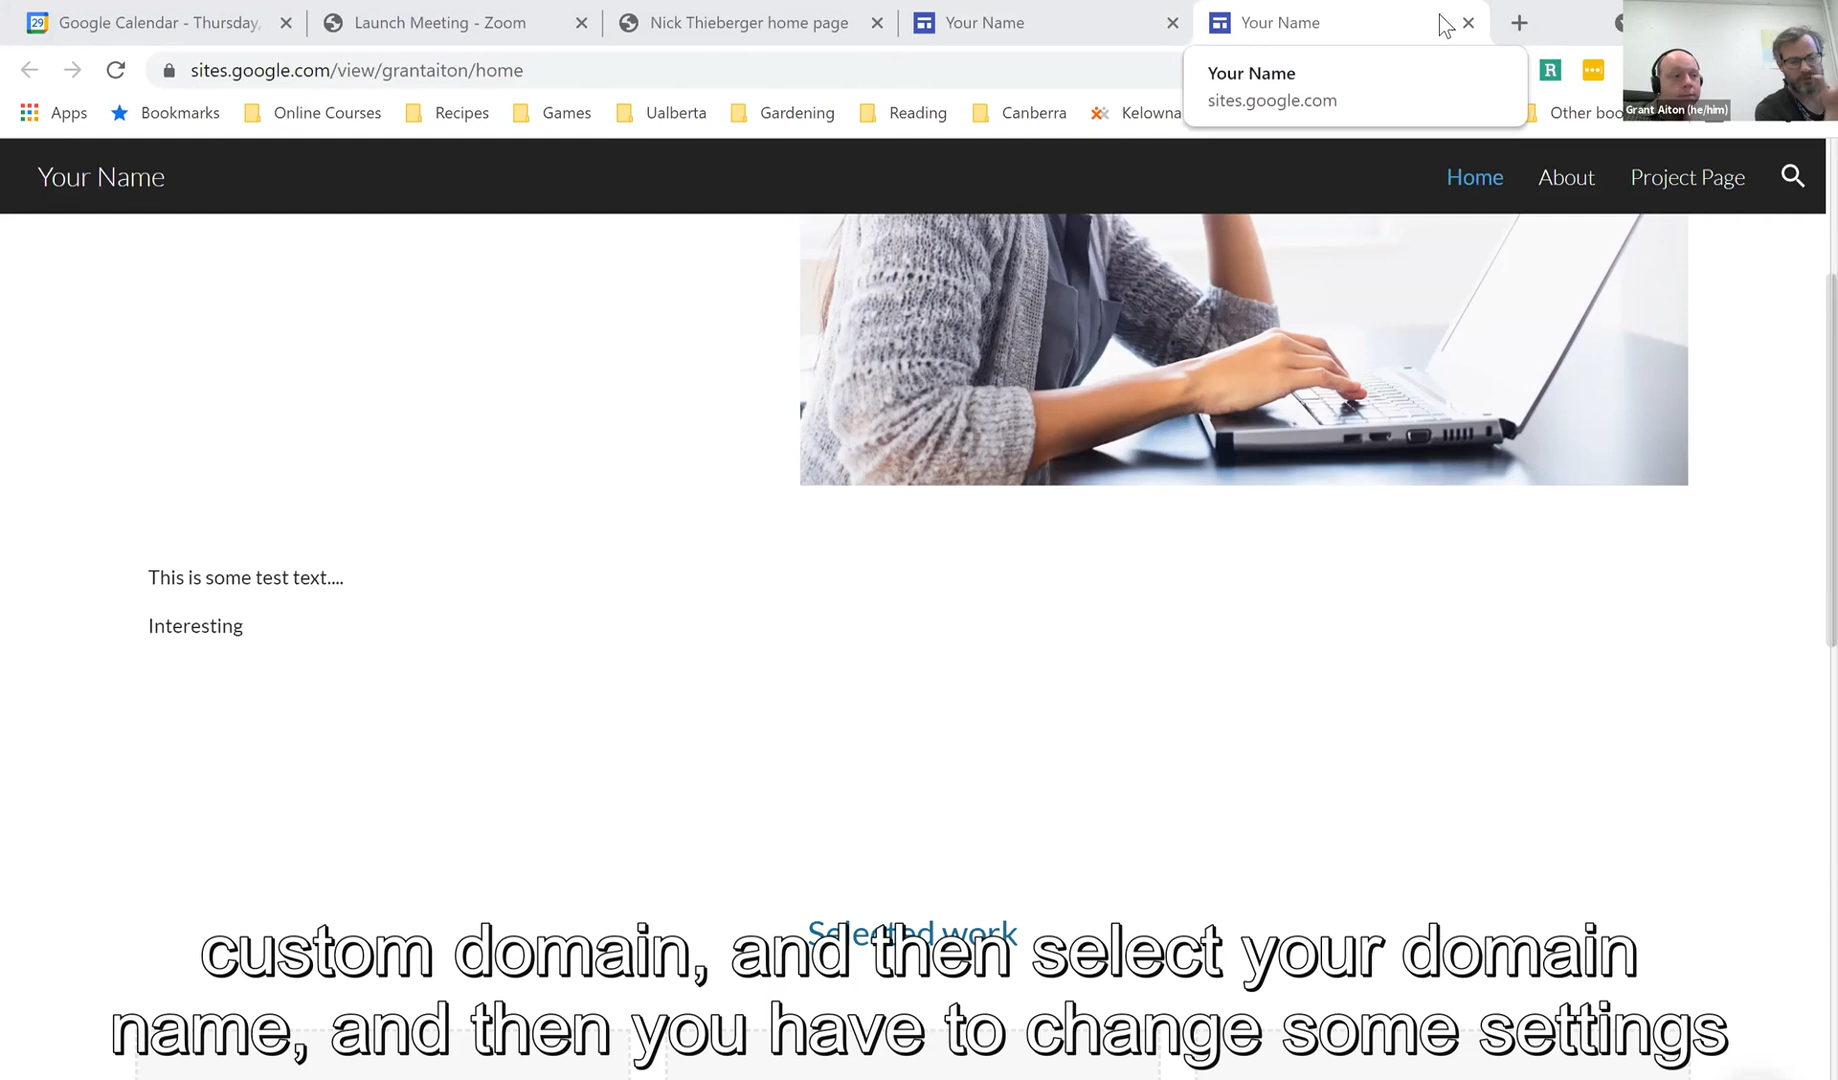 Google Calendar - Thursday,
Launch Meeting - Zoom
Nick Thieberger home page
Your Name
Your Name
sites.google.com/view/grantaiton/home
Your Name
sites.google.com
Apps
Bookmarks
Online Courses
Recipes
Games
Ualberta
Gardening
Reading
Canberra
Kelowna
Other boo
Grant Aiton (he/him)
Your Name
Home
About
Project Page
This is some test text....
Interesting
Selected work
custom domain, and then select your domain
name, and then you have to change some settings